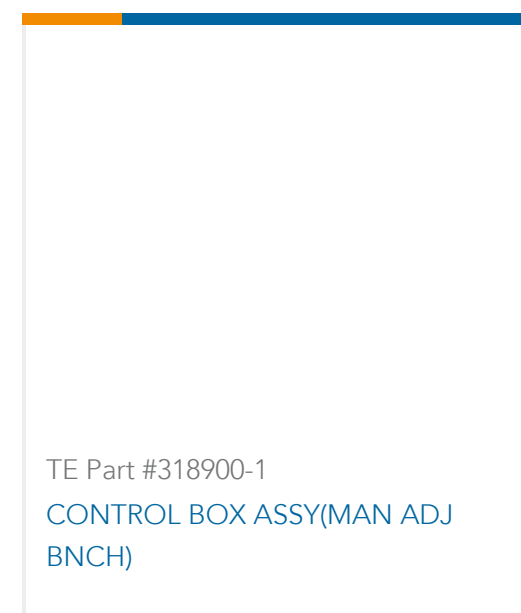 TE Part #318900-1
CONTROL BOX ASSY(MAN ADJ
BNCH)